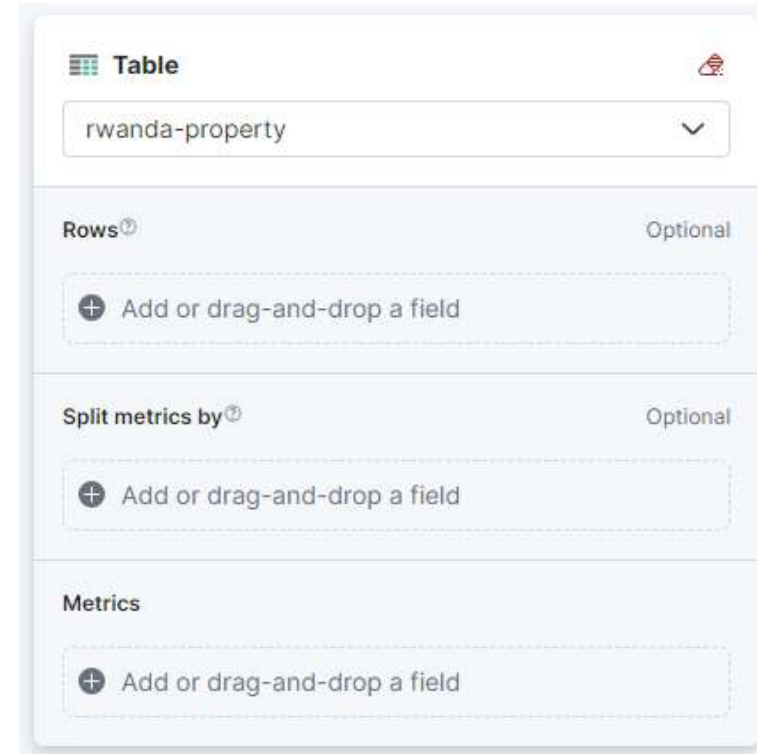 Table
rwanda-property
Rows
Optional
Add or drag-and-drop a field
Split metrics by
Optional
Add or drag-and-drop a field
Metrics
Add or drag-and-drop a field